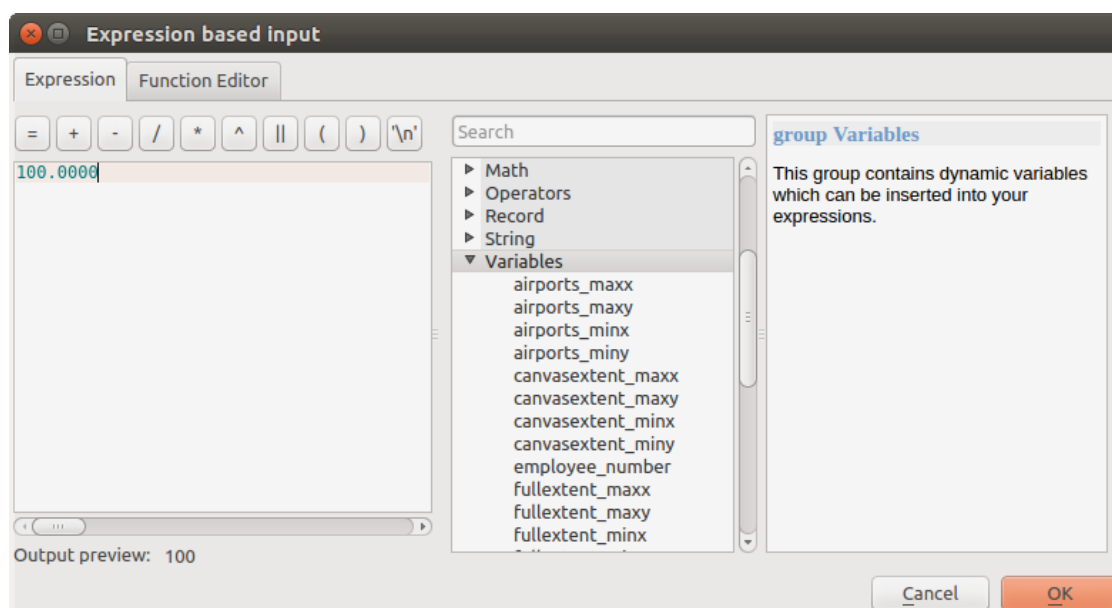 Expression based input
Expression Function Editor
= + - / * ^ || ( ) '\n'
100.0000
Output preview: 100
Search
Math
Operators
Record
String
Variables
airports_maxx
airports_maxy
airports_minx
airports_miny
canvasextent_maxx
canvasextent_maxy
canvasextent_minx
canvasextent_miny
employee_number
fullextent_maxx
fullextent_maxy
fullextent_minx
group Variables
This group contains dynamic variables
which can be inserted into your
expressions.
Cancel OK